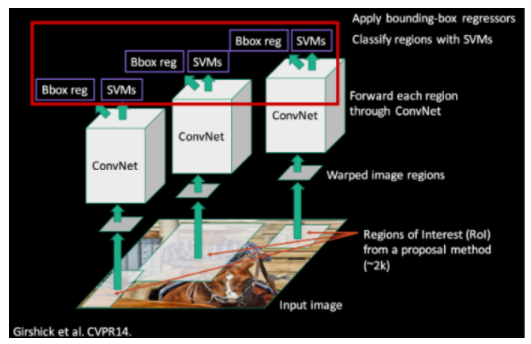 Apply bounding-box regressors
Classify regions with SVMs
Bbox reg SVMs
Bbox reg SVMs
Bbox reg SVMs
Forward each region
through ConvNet
ConvNet
ConvNet
ConvNet
Warped image regions
Regions of Interest (RoI)
from a proposal method
(~2k)
Input image
Girshick et al. CVPR14.